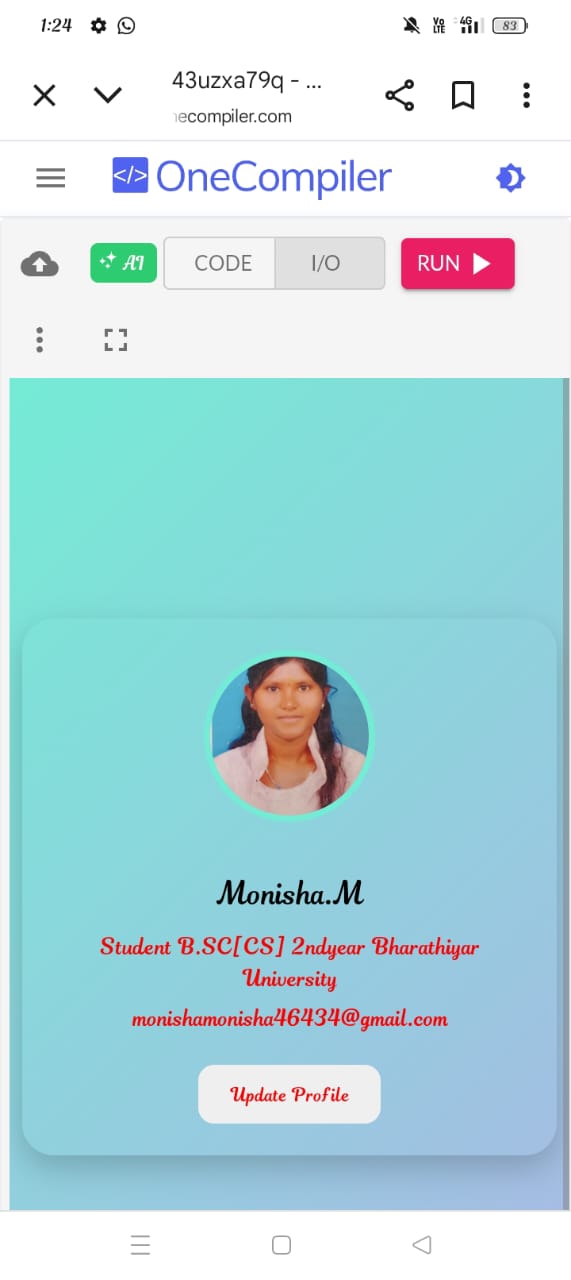 1:24
Vo LTE 4G 83
43uzxa79q - ...
ecompiler.com
</> OneCompiler
AI CODE I/O RUN
Monisha.M
Student B.SC[CS] 2ndyear Bharathiyar
University
monishamonisha46434@gmail.com
Update Profile